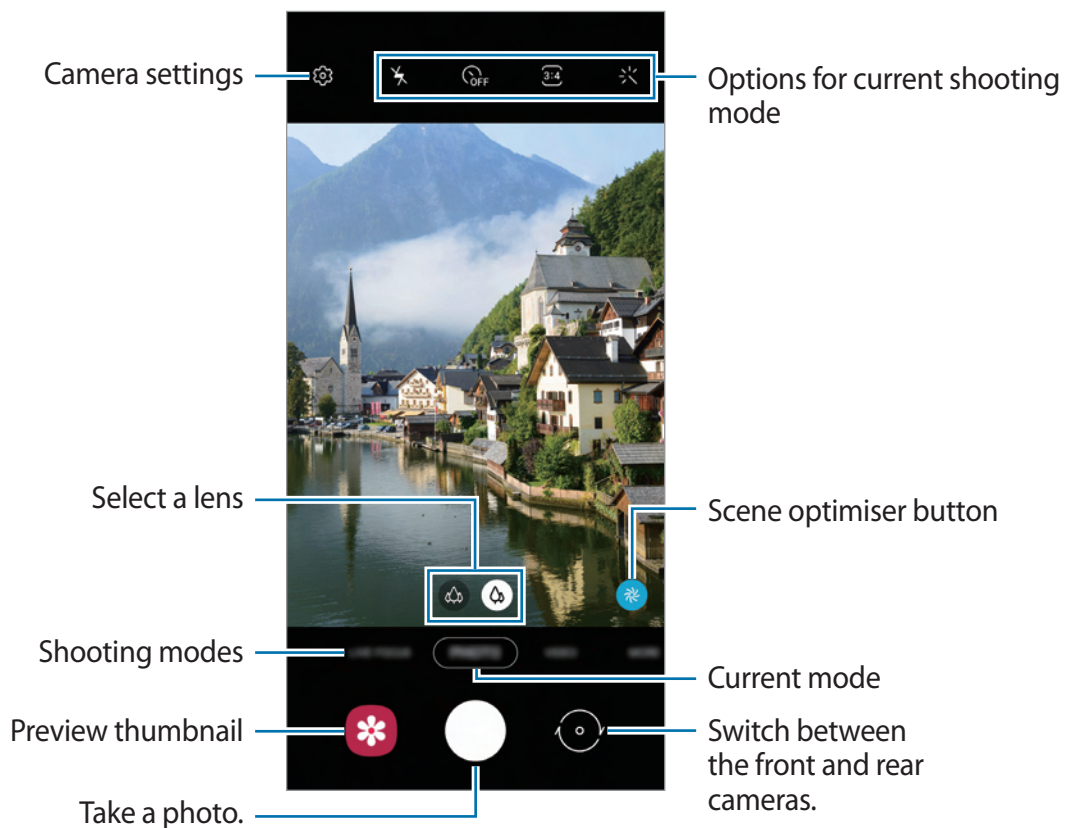 Camera settings
OFF
3:4
Options for current shooting
mode
Select a lens
Scene optimiser button
Shooting modes
Current mode
Preview thumbnail
Switch between
the front and rear
cameras.
Take a photo.